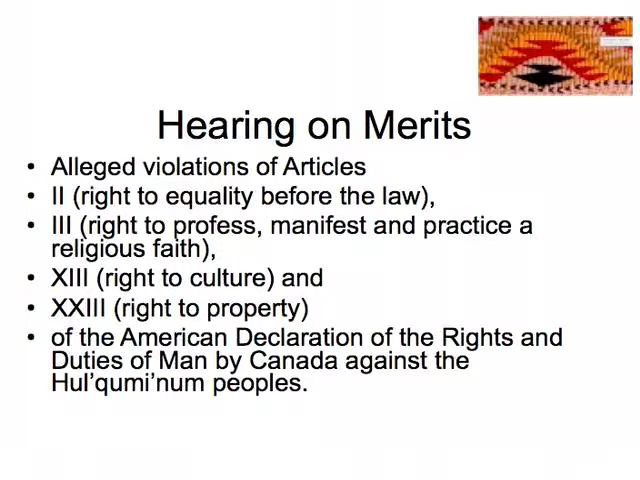 Hearing on Merits
• Alleged violations of Articles
• II (right to equality before the law),
• III (right to profess, manifest and practice a
religious faith),
• XIII (right to culture) and
• XXIII (right to property)
• of the American Declaration of the Rights and
Duties of Man by Canada against the
Hul’qumi’num peoples.